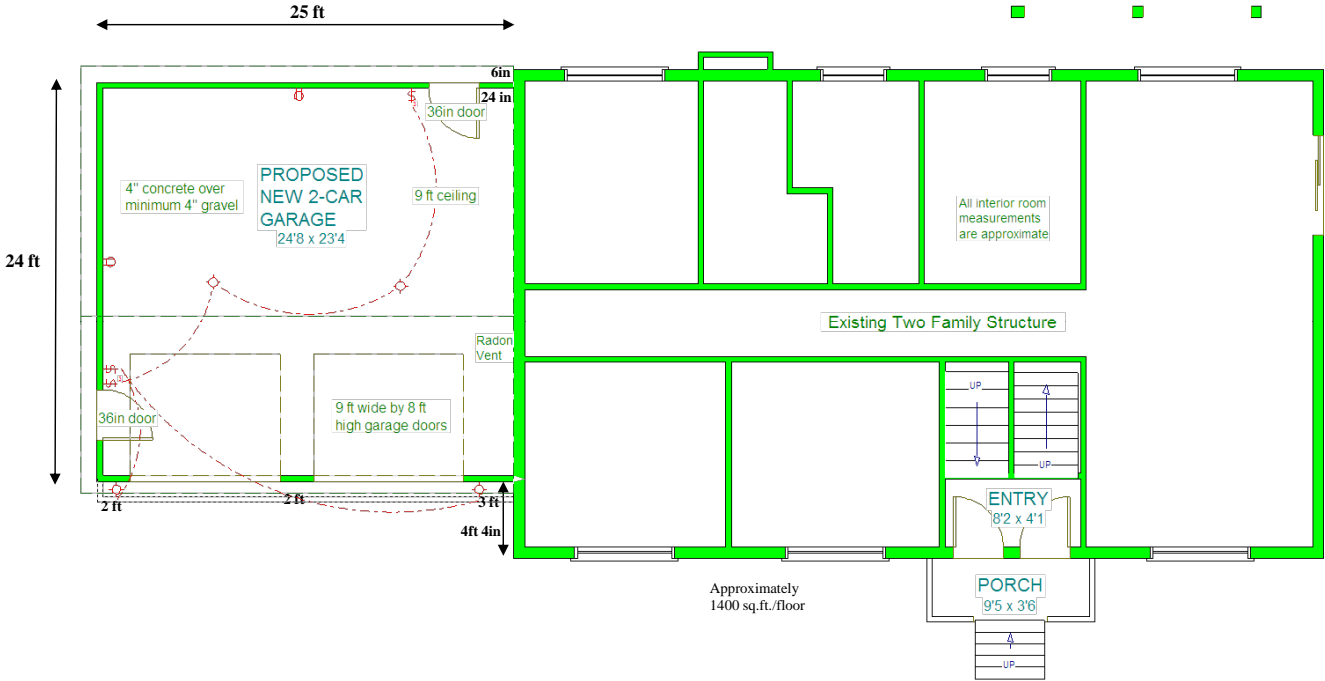 25 ft
6in
24 in
36in door
PROPOSED
NEW 2-CAR
GARAGE
24'8 x 23'4
4" concrete over
minimum 4" gravel
9 ft ceiling
All interior room
measurements
are approximate
24 ft
Existing Two Family Structure
Radon
Vent
36in door
9 ft wide by 8 ft
high garage doors
UP
UP
2 ft
2 ft
3 ft
4ft 4in
ENTRY
8'2 x 4'1
Approximately
1400 sq.ft./floor
PORCH
9'5 x 3'6
UP